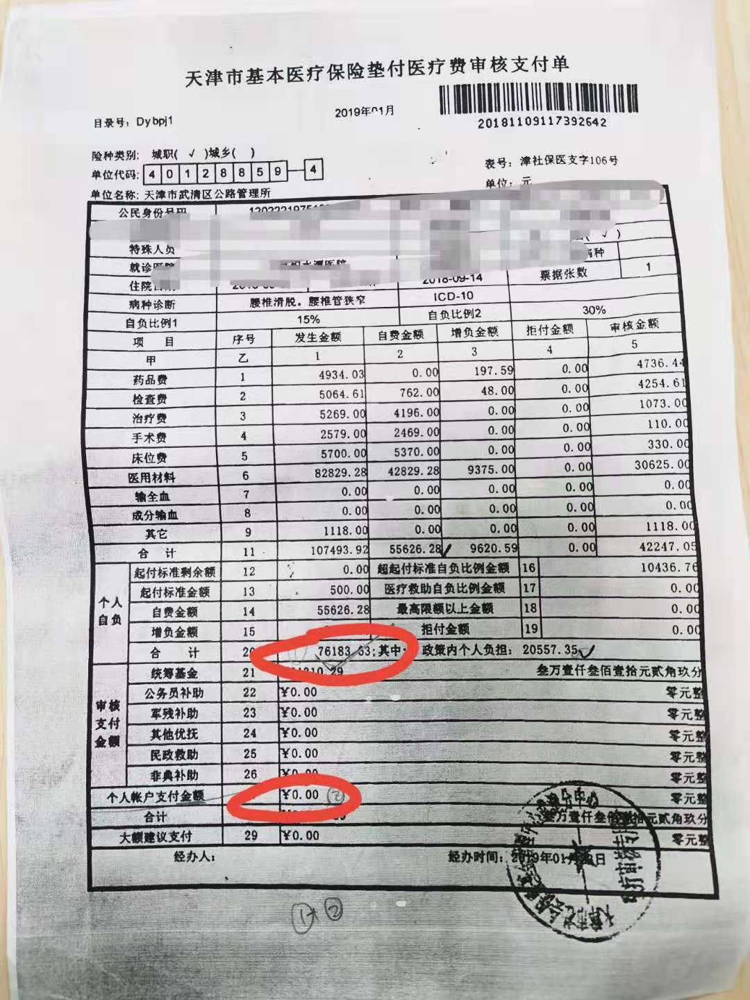 天津市基本医疗保险垫付医疗费审核支付单
目录号：Dybpj1 2019年01月
20181109117392642
险种类别：城职( √ )城乡( )
单位代码：40128859—4 表号：津社保医支字106号
单位名称：天津市武清区公路管理所 单位：元
公民身份号码
( √ )
特殊人员 病种
就诊医院 积水潭医院
住院日期 2018-09-14 票据张数 1
病种诊断 腰椎滑脱。腰椎管狭窄 ICD-10
自负比例1 15% 自负比例2 30%
项 目 序号 发生金额 自费金额 增负金额 拒付金额 审核金额
甲 乙 1 2 3 4 5
药品费 1 4934.03 0.00 197.59 0.00 4736.44
检查费 2 5064.61 762.00 48.00 0.00 4254.61
治疗费 3 5269.00 4196.00 0.00 0.00 1073.00
手术费 4 2579.00 2469.00 0.00 0.00 110.00
床位费 5 5700.00 5370.00 0.00 0.00 330.00
医用材料 6 82829.28 42829.28 9375.00 0.00 30625.00
输全血 7 0.00 0.00 0.00 0.00 0.00
成分输血 8 0.00 0.00 0.00 0.00 0.00
其它 9 1118.00 0.00 0.00 0.00 1118.00
合 计 11 107493.92 55626.28 9620.59 0.00 42247.05
个人自负 起付标准剩余额 12 0.00 超起付标准自负比例金额 16 10436.76
起付标准金额 13 500.00 医疗救助自负比例金额 17 0.00
自费金额 14 55626.28 最高限额以上金额 18 0.00
增负金额 15 拒付金额 19 0.00
合 计 20 ① 76183.63;其中: 政策内个人负担：20557.35
审核支付金额 统筹基金 21 叁万壹仟叁佰壹拾元贰角玖分
公务员补助 22 ¥0.00 零元整
军残补助 23 ¥0.00 零元整
其他优抚 24 ¥0.00 零元整
民政救助 25 ¥0.00 零元整
非典补助 26 ¥0.00 零元整
个人帐户支付金额 ¥0.00 ② 零元整
合计 叁万壹仟叁佰壹拾元贰角玖分
大额建议支付 29 ¥0.00 零元整
经办人： 经办时间：2019年01月 日
①+②